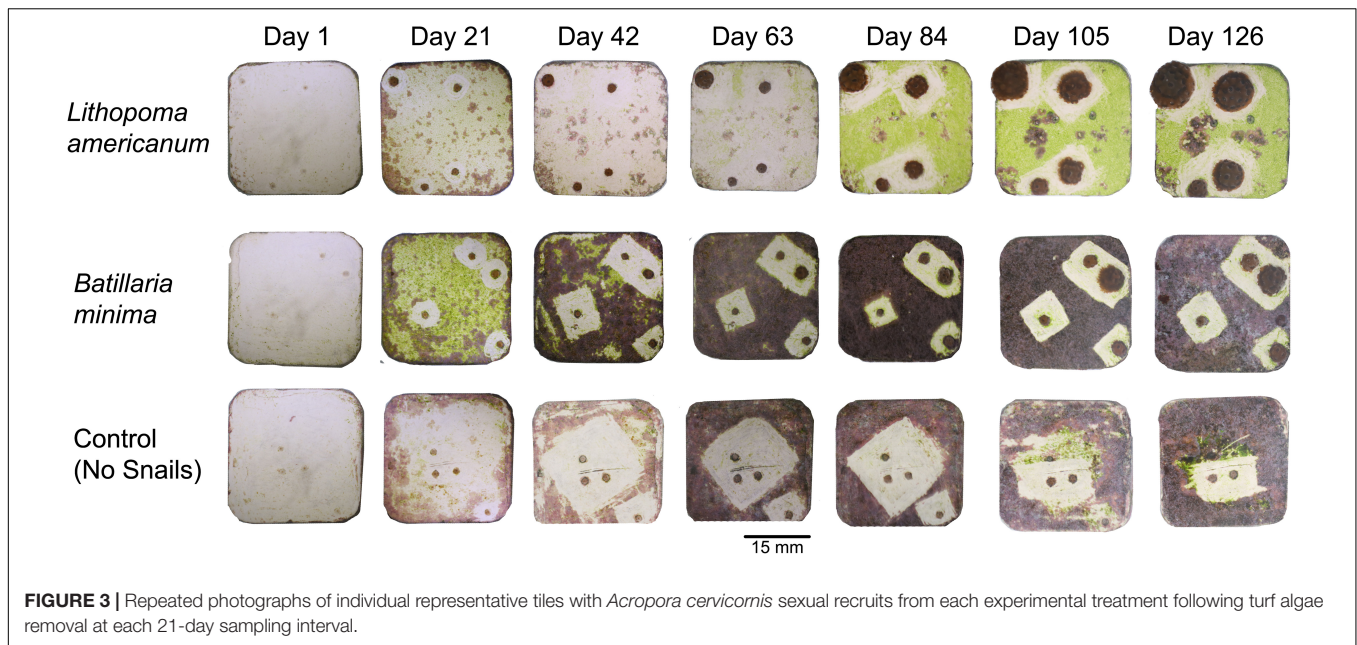 Day 1 Day 21 Day 42 Day 63 Day 84 Day 105 Day 126
Lithopoma
americanum
Batillaria
minima
Control
(No Snails)
15 mm
FIGURE 3 | Repeated photographs of individual representative tiles with Acropora cervicornis sexual recruits from each experimental treatment following turf algae
removal at each 21-day sampling interval.